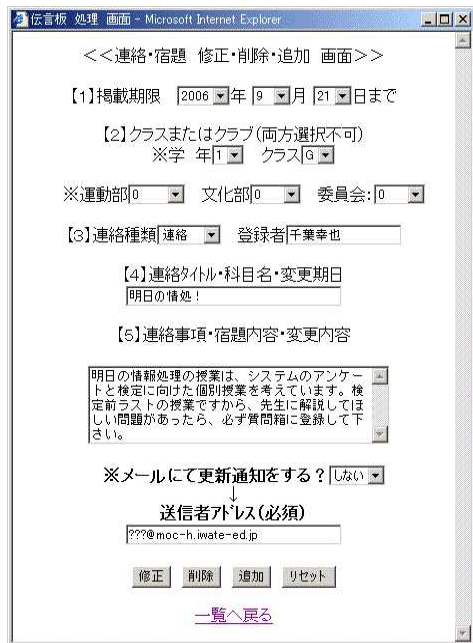 伝言板 処理 画面 - Microsoft Internet Explorer
<<連絡・宿題 修正・削除・追加 画面>>
【1】掲載期限 2006 年 9 月 21 日まで
【2】クラスまたはクラブ(両方選択不可)
※学 年 1 クラス G
※運動部 0 文化部 0 委員会: 0
【3】連絡種類 連絡 登録者 千葉幸也
【4】連絡タイトル・科目名・変更期日
明日の情処!
【5】連絡事項・宿題内容・変更内容
明日の情報処理の授業は、システムのアンケー
トと検定に向けた個別授業を考えています。検
定前ラストの授業ですから、先生に解説してほ
しい問題があったら、必ず質問箱に登録して下
さい。
※メールにて更新通知をする? しない
↓
送信者アドレス(必須)
???@moc-h.iwate-ed.jp
修正 削除 追加 リセット
一覧へ戻る